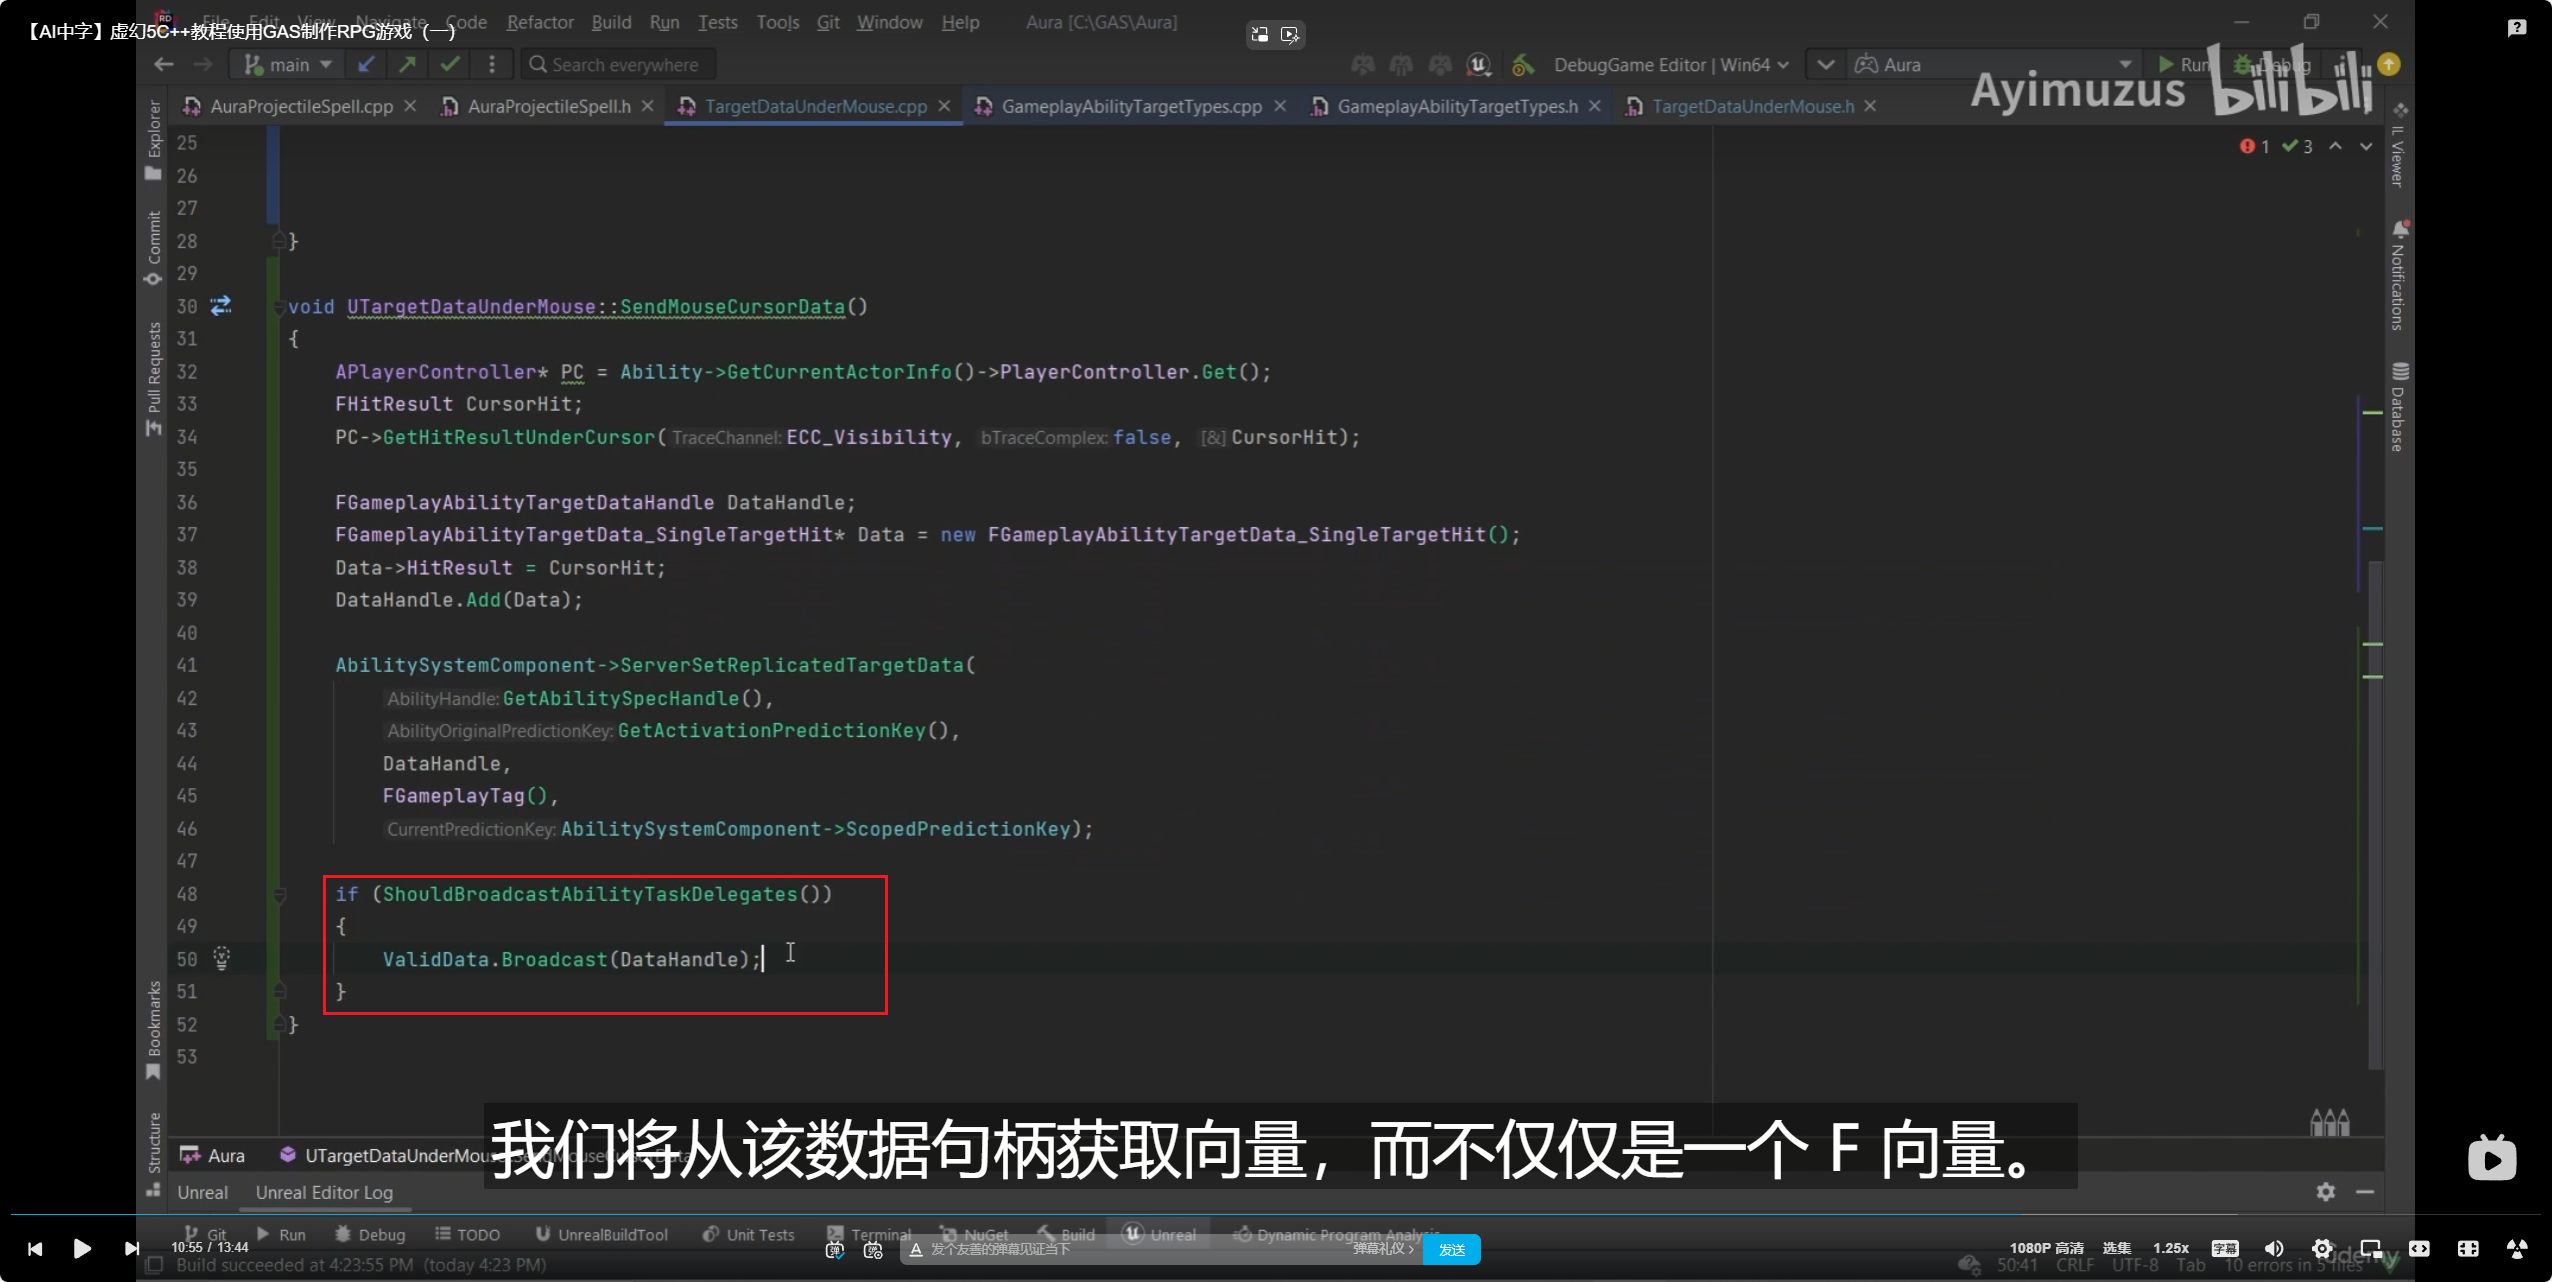 File Edit View Navigate Code Refactor Build Run Tests Tools Git Window Help Aura [C:\GAS\Aura]
【AI中字】虚幻5C++教程使用GAS制作RPG游戏（一）
main Search everywhere DebugGame Editor | Win64 Aura Run Debug
Ayimuzus bilibili
AuraProjectileSpell.cpp AuraProjectileSpell.h TargetDataUnderMouse.cpp GameplayAbilityTargetTypes.cpp GameplayAbilityTargetTypes.h TargetDataUnderMouse.h
1 3
Explorer
Commit
Pull Requests
Bookmarks
Structure
IL Viewer
Notifications
Database
25
26
27
28 }
29
30 void UTargetDataUnderMouse::SendMouseCursorData()
31 {
32 APlayerController* PC = Ability->GetCurrentActorInfo()->PlayerController.Get();
33 FHitResult CursorHit;
34 PC->GetHitResultUnderCursor( TraceChannel: ECC_Visibility, bTraceComplex: false, [&] CursorHit);
35
36 FGameplayAbilityTargetDataHandle DataHandle;
37 FGameplayAbilityTargetData_SingleTargetHit* Data = new FGameplayAbilityTargetData_SingleTargetHit();
38 Data->HitResult = CursorHit;
39 DataHandle.Add(Data);
40
41 AbilitySystemComponent->ServerSetReplicatedTargetData(
42 AbilityHandle: GetAbilitySpecHandle(),
43 AbilityOriginalPredictionKey: GetActivationPredictionKey(),
44 DataHandle,
45 FGameplayTag(),
46 CurrentPredictionKey: AbilitySystemComponent->ScopedPredictionKey);
47
48 if (ShouldBroadcastAbilityTaskDelegates())
49 {
50 ValidData.Broadcast(DataHandle);
51 }
52 }
53
Aura UTargetDataUnderMouse
我们将从该数据句柄获取向量，而不仅仅是一个 F 向量。
Unreal Unreal Editor Log
Git Run Debug TODO UnrealBuildTool Unit Tests Terminal NuGet Build Unreal Dynamic Program Analysis
10:55 / 13:44 发个友善的弹幕见证当下 弹幕礼仪 > 发送 1080P 高清 选集 1.25x 字幕
Build succeeded at 4:23:55 PM (today 4:23 PM) 50:41 CRLF UTF-8 Tab 10 errors in 5 files